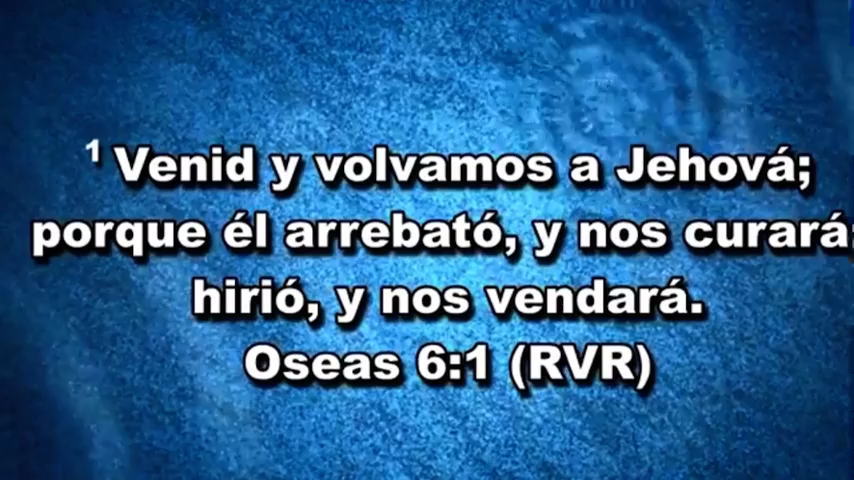 ¹ Venid y volvamos a Jehová;
porque él arrebató, y nos curará;
hirió, y nos vendará.
Oseas 6:1 (RVR)